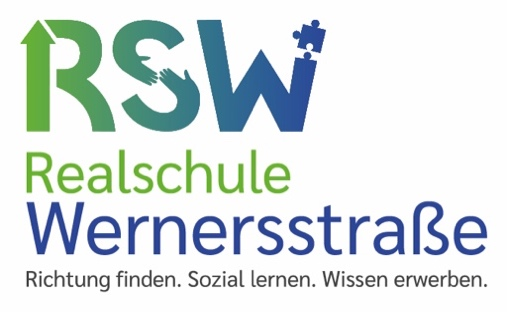 RSW
Realschule
Wernersstraße
Richtung finden. Sozial lernen. Wissen erwerben.